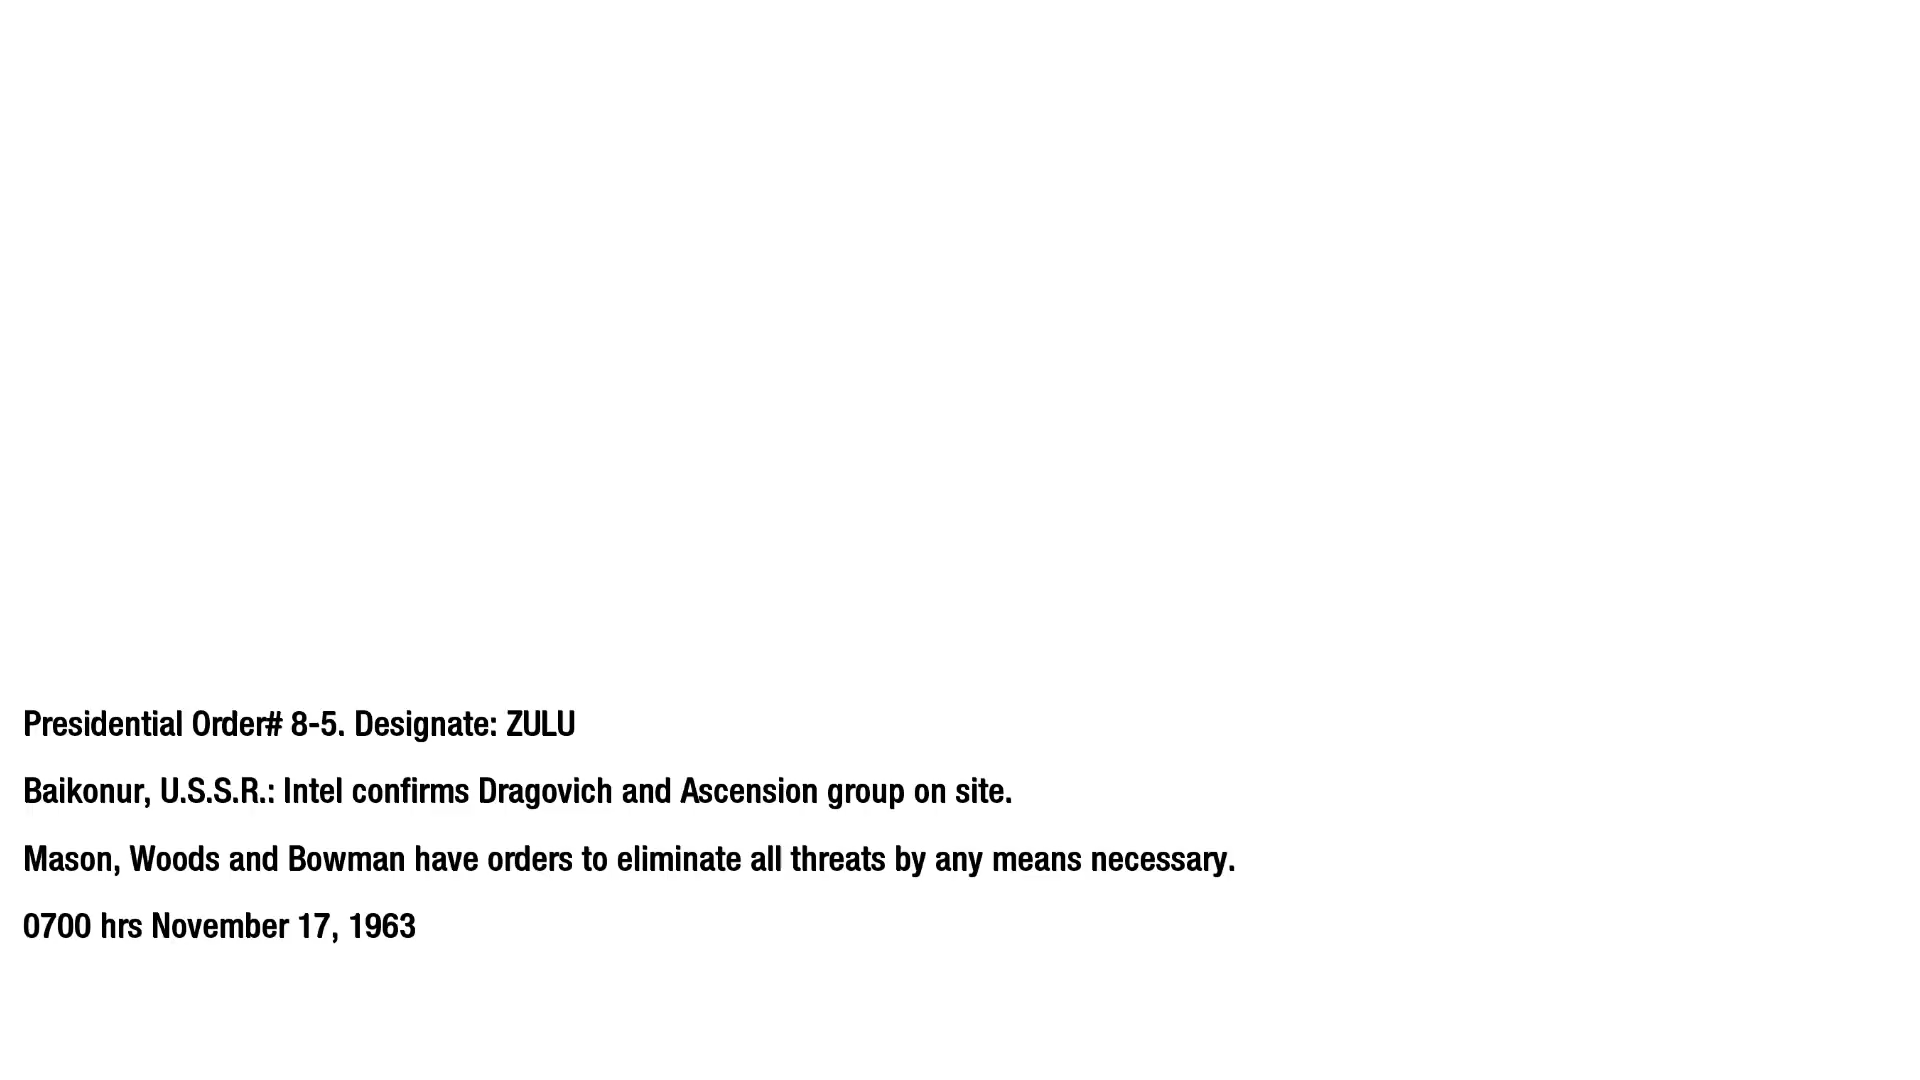 Presidential Order# 8-5. Designate: ZULU
Baikonur, U.S.S.R.: Intel confirms Dragovich and Ascension group on site.
Mason, Woods and Bowman have orders to eliminate all threats by any means necessary.
0700 hrs November 17, 1963